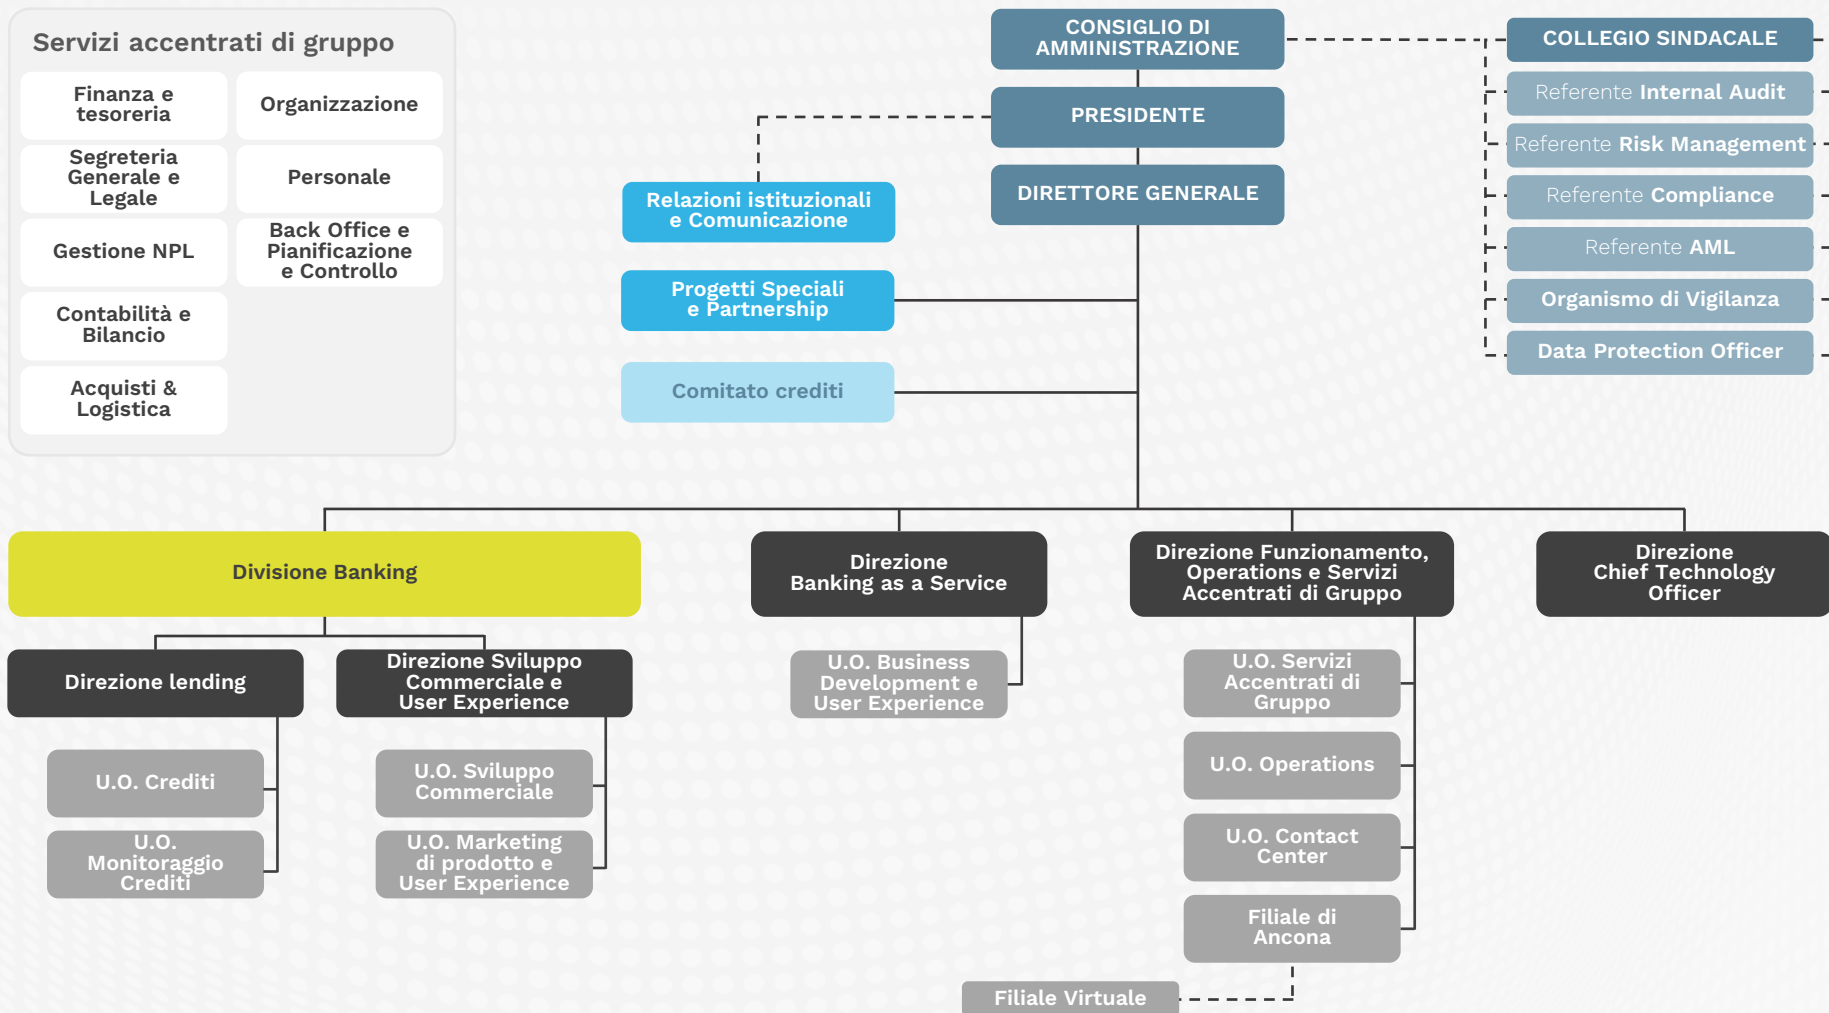 Servizi accentrati di gruppo
Finanza e
tesoreria
Organizzazione
Segreteria
Generale e
Legale
Personale
Gestione NPL
Back Office e
Pianificazione
e Controllo
Contabilità e
Bilancio
Acquisti &
Logistica
CONSIGLIO DI
AMMINISTRAZIONE
PRESIDENTE
DIRETTORE GENERALE
Relazioni istituzionali
e Comunicazione
Progetti Speciali
e Partnership
Comitato crediti
COLLEGIO SINDACALE
Referente Internal Audit
Referente Risk Management
Referente Compliance
Referente AML
Organismo di Vigilanza
Data Protection Officer
Divisione Banking
Direzione
Banking as a Service
Direzione Funzionamento,
Operations e Servizi
Accentrati di Gruppo
Direzione
Chief Technology
Officer
Direzione lending
Direzione Sviluppo
Commerciale e
User Experience
U.O. Business
Development e
User Experience
U.O. Servizi
Accentrati di
Gruppo
U.O. Crediti
U.O. Sviluppo
Commerciale
U.O. Operations
U.O.
Monitoraggio
Crediti
U.O. Marketing
di prodotto e
User Experience
U.O. Contact
Center
Filiale di
Ancona
Filiale Virtuale